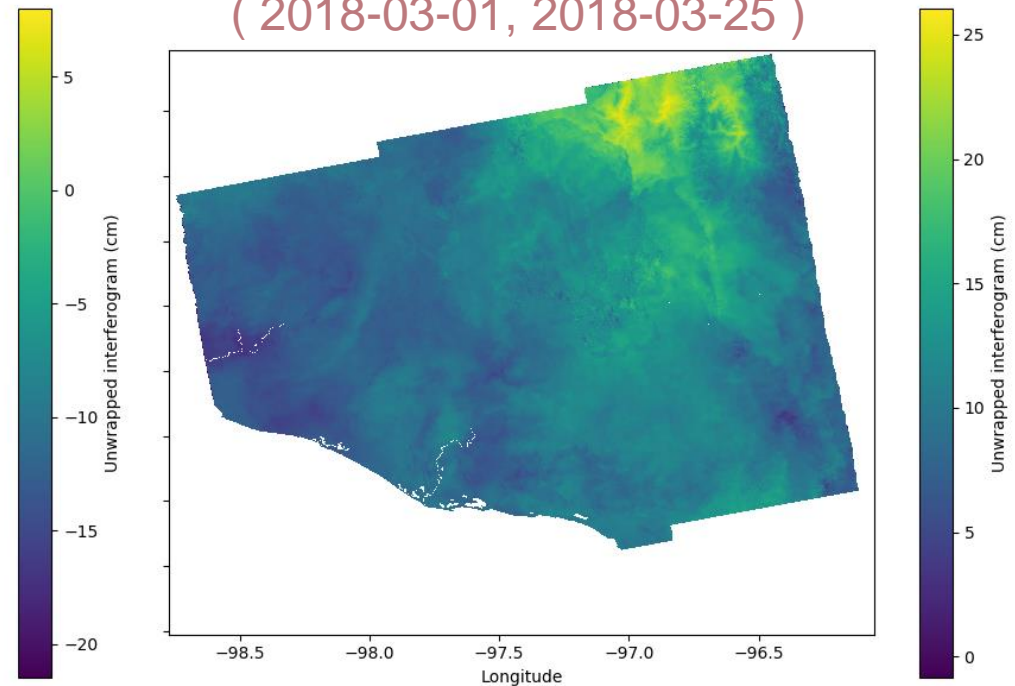 ( 2018-03-01, 2018-03-25 )
5
0
−5
−10
−15
−20
Unwrapped interferogram (cm)
−98.5 −98.0 −97.5 −97.0 −96.5
Longitude
25
20
15
10
5
0
Unwrapped interferogram (cm)